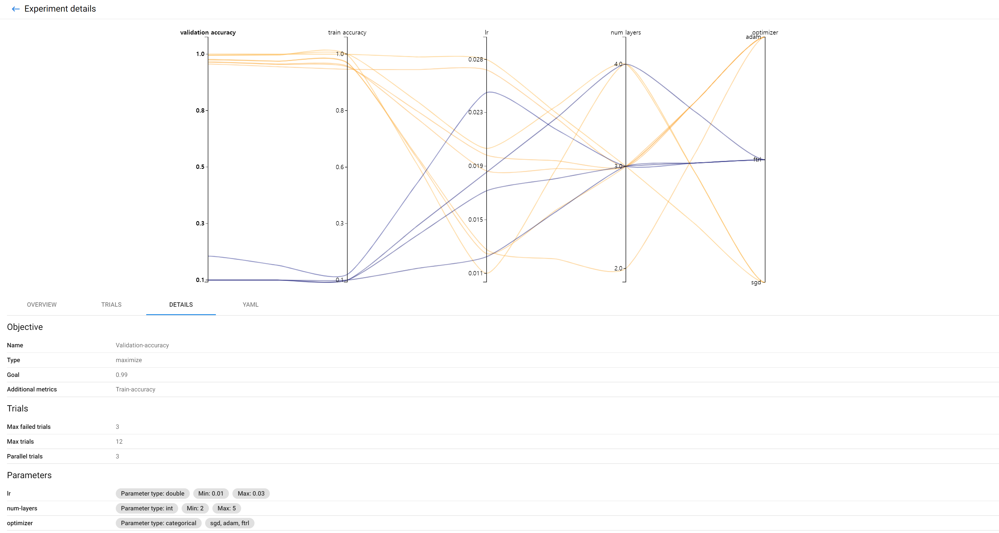 Experiment details
validation accuracy train accuracy lr num layers optimizer
adam
1.0 1.0 0.028 4.0
0.8 0.8 0.023
0.5 0.6 0.019 3.0 ftrl
0.3 0.3 0.015
0.1 0.1 0.011 2.0 sgd
OVERVIEW TRIALS DETAILS YAML
Objective
Name Validation-accuracy
Type maximize
Goal 0.99
Additional metrics Train-accuracy
Trials
Max failed trials 3
Max trials 12
Parallel trials 3
Parameters
lr Parameter type: double Min: 0.01 Max: 0.03
num-layers Parameter type: int Min: 2 Max: 5
optimizer Parameter type: categorical sgd, adam, ftrl